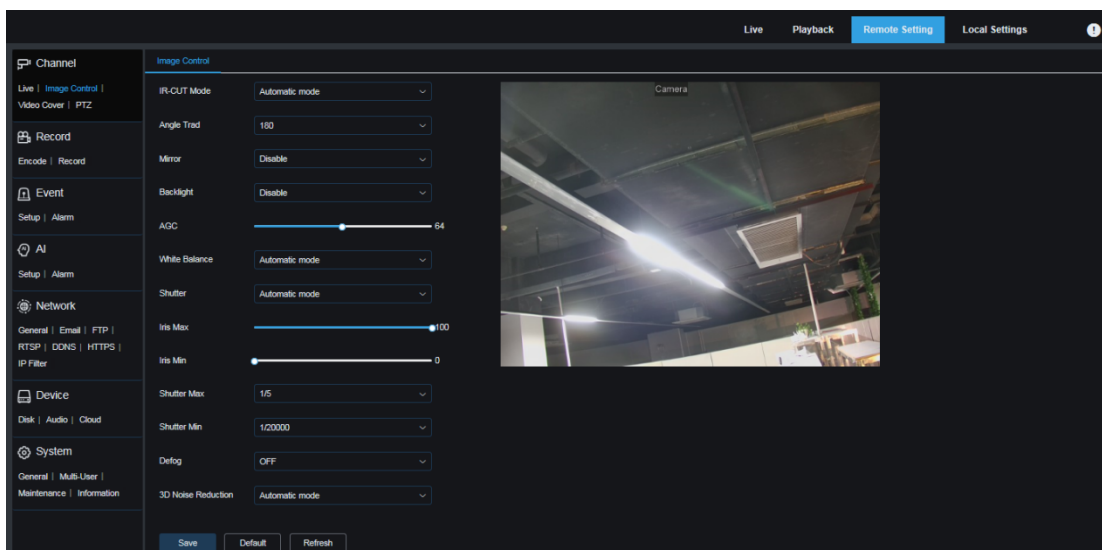 Live Playback Remote Setting Local Settings
Channel
Live | Image Control |
Video Cover | PTZ
Record
Encode | Record
Event
Setup | Alarm
AI
Setup | Alarm
Network
General | Email | FTP |
RTSP | DDNS | HTTPS |
IP Filter
Device
Disk | Audio | Cloud
System
General | Multi-User |
Maintenance | Information
Image Control
IR-CUT Mode Automatic mode
Angle Trad 180
Mirror Disable
Backlight Disable
AGC 64
White Balance Automatic mode
Shutter Automatic mode
Iris Max 100
Iris Min 0
Shutter Max 1/5
Shutter Min 1/20000
Defog OFF
3D Noise Reduction Automatic mode
Save Default Refresh
Camera